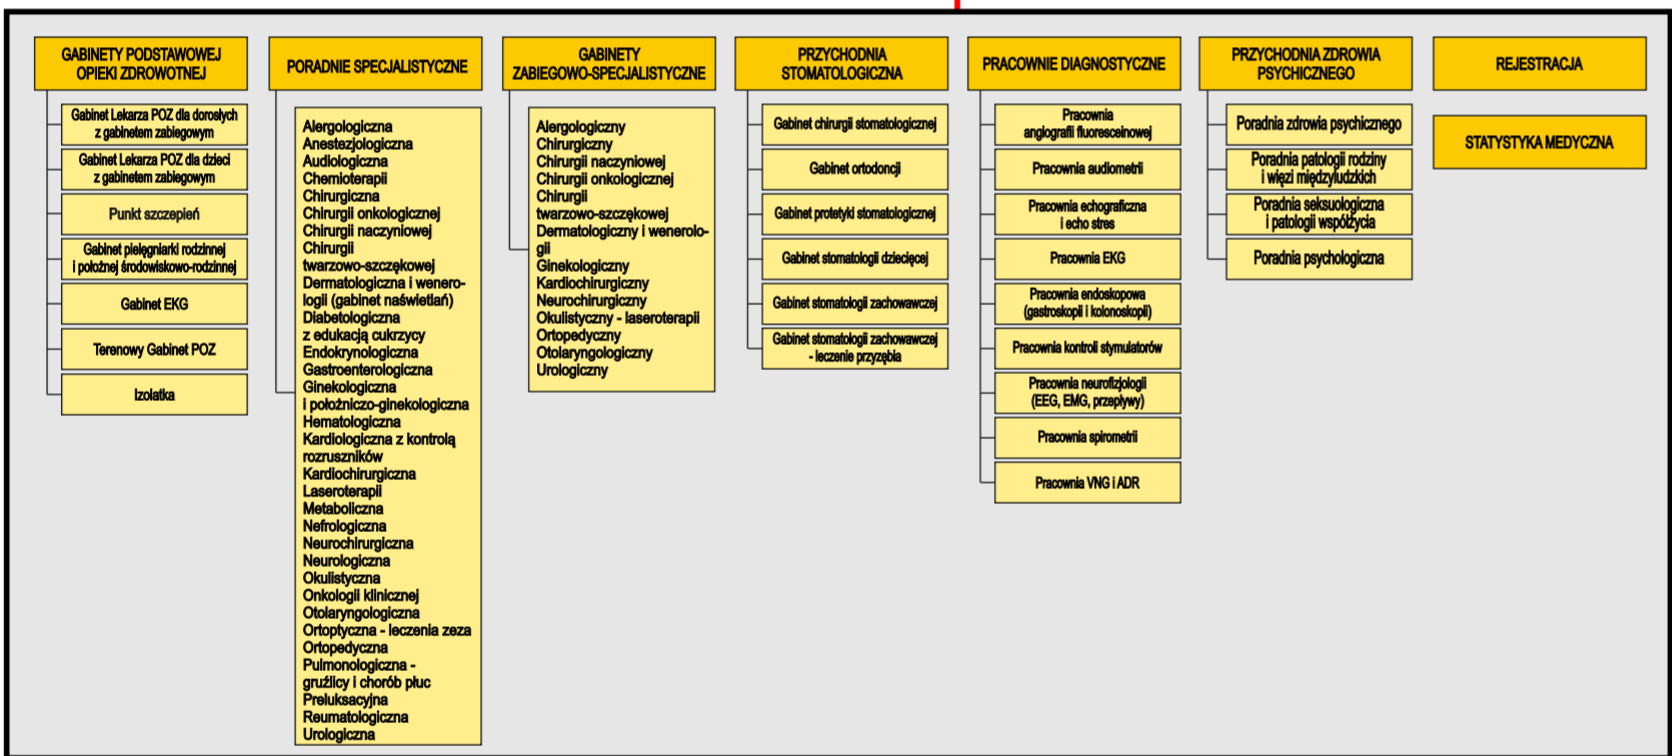 GABINETY PODSTAWOWEJ
OPIEKI ZDROWOTNEJ
Gabinet Lekarza POZ dla dorosłych
z gabinetem zabiegowym
Gabinet Lekarza POZ dla dzieci
z gabinetem zabiegowym
Punkt szczepień
Gabinet pielęgniarki rodzinnej
i położnej środowiskowo-rodzinnej
Gabinet EKG
Terenowy Gabinet POZ
Izolatka
PORADNIE SPECJALISTYCZNE
Alergologiczna
Anestezjologiczna
Audiologiczna
Chemioterapii
Chirurgiczna
Chirurgii onkologicznej
Chirurgii naczyniowej
Chirurgii
twarzowo-szczękowej
Dermatologiczna i wenero-
logii (gabinet naświetlań)
Diabetologiczna
z edukacją cukrzycy
Endokrynologiczna
Gastroenterologiczna
Ginekologiczna
i położniczo-ginekologiczna
Hematologiczna
Kardiologiczna z kontrolą
rozruszników
Kardiochirurgiczna
Laseroterapii
Metaboliczna
Nefrologiczna
Neurochirurgiczna
Neurologiczna
Okulistyczna
Onkologii klinicznej
Otolaryngologiczna
Ortoptyczna - leczenia zeza
Ortopedyczna
Pulmonologiczna -
gruźlicy i chorób płuc
Preluksacyjna
Reumatologiczna
Urologiczna
GABINETY
ZABIEGOWO-SPECJALISTYCZNE
Alergologiczny
Chirurgiczny
Chirurgii naczyniowej
Chirurgii onkologicznej
Chirurgii
twarzowo-szczękowej
Dermatologiczny i wenerolo-
gii
Ginekologiczny
Kardiochirurgiczny
Neurochirurgiczny
Okulistyczny - laseroterapii
Ortopedyczny
Otolaryngologiczny
Urologiczny
PRZYCHODNIA
STOMATOLOGICZNA
Gabinet chirurgii stomatologicznej
Gabinet ortodoncji
Gabinet protetyki stomatologicznej
Gabinet stomatologii dziecięcej
Gabinet stomatologii zachowawczej
Gabinet stomatologii zachowawczej
- leczenie przyzębia
PRACOWNIE DIAGNOSTYCZNE
Pracownia
angiografii fluoresceinowej
Pracownia audiometrii
Pracownia echograficzna
i echo stres
Pracownia EKG
Pracownia endoskopowa
(gastroskopii i kolonoskopii)
Pracownia kontroli stymulatorów
Pracownia neurofizjologii
(EEG, EMG, przepływy)
Pracownia spirometrii
Pracownia VNG i ADR
PRZYCHODNIA ZDROWIA
PSYCHICZNEGO
Poradnia zdrowia psychicznego
Poradnia patologii rodziny
i więzi międzyludzkich
Poradnia seksuologiczna
i patologii współżycia
Poradnia psychologiczna
REJESTRACJA
STATYSTYKA MEDYCZNA